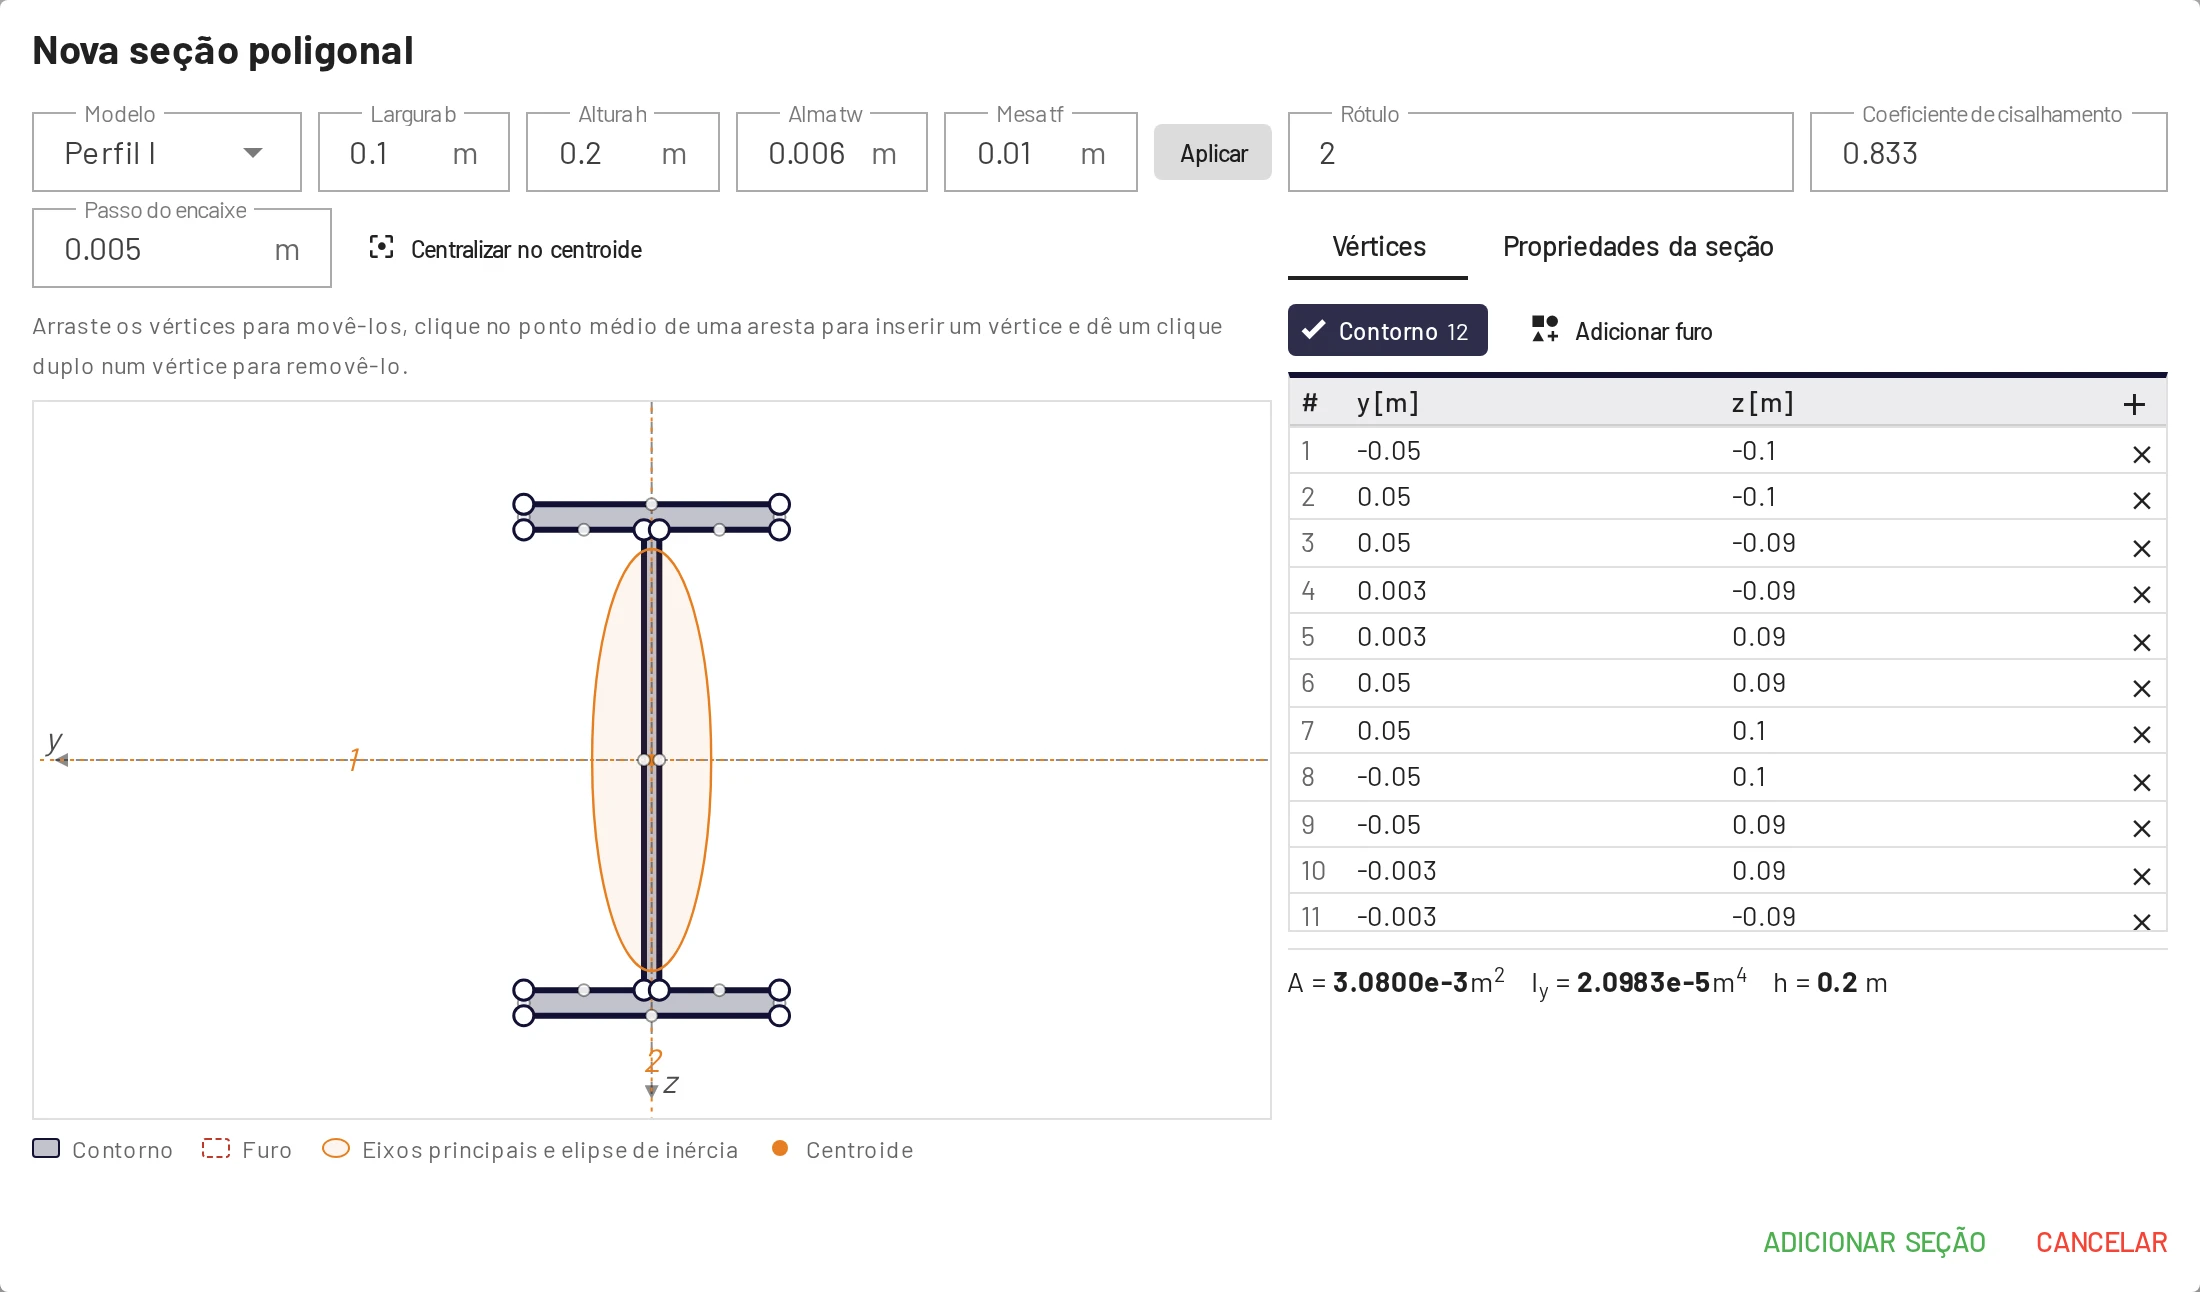 Nova seção poligonal
Modelo
Perfil I
Largura b
0.1 m
Altura h
0.2 m
Alma tw
0.006 m
Mesa tf
0.01 m
Aplicar
Rótulo
2
Coeficiente de cisalhamento
0.833
Passo do encaixe
0.005 m
Centralizar no centroide
Arraste os vértices para movê-los, clique no ponto médio de uma aresta para inserir um vértice e dê um clique
duplo num vértice para removê-lo.
y
1
2
z
Contorno
Furo
Eixos principais e elipse de inércia
Centroide
Vértices
Propriedades da seção
Contorno 12
Adicionar furo
# y [m] z [m] +
1 -0.05 -0.1
2 0.05 -0.1
3 0.05 -0.09
4 0.003 -0.09
5 0.003 0.09
6 0.05 0.09
7 0.05 0.1
8 -0.05 0.1
9 -0.05 0.09
10 -0.003 0.09
11 -0.003 -0.09
A = 3.0800e-3m² I_y = 2.0983e-5m⁴ h = 0.2 m
ADICIONAR SEÇÃO
CANCELAR